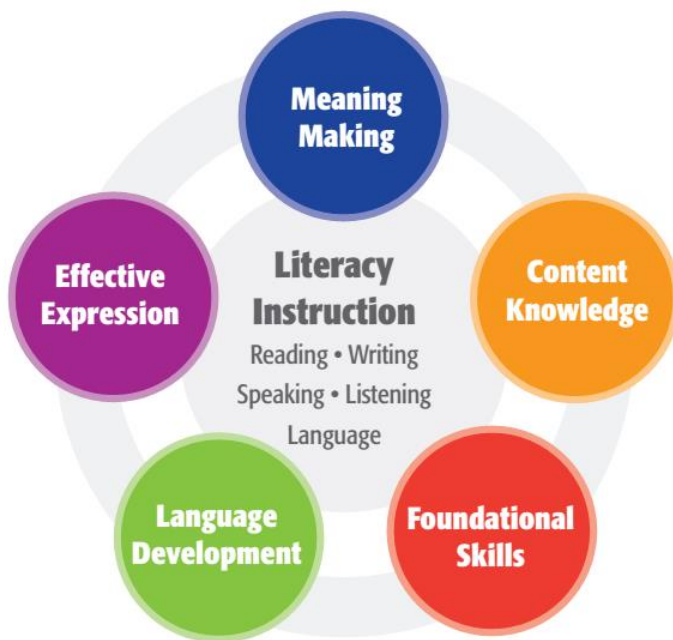 Meaning
Making
Effective
Expression
Literacy
Instruction
Reading • Writing
Speaking • Listening
Language
Content
Knowledge
Language
Development
Foundational
Skills